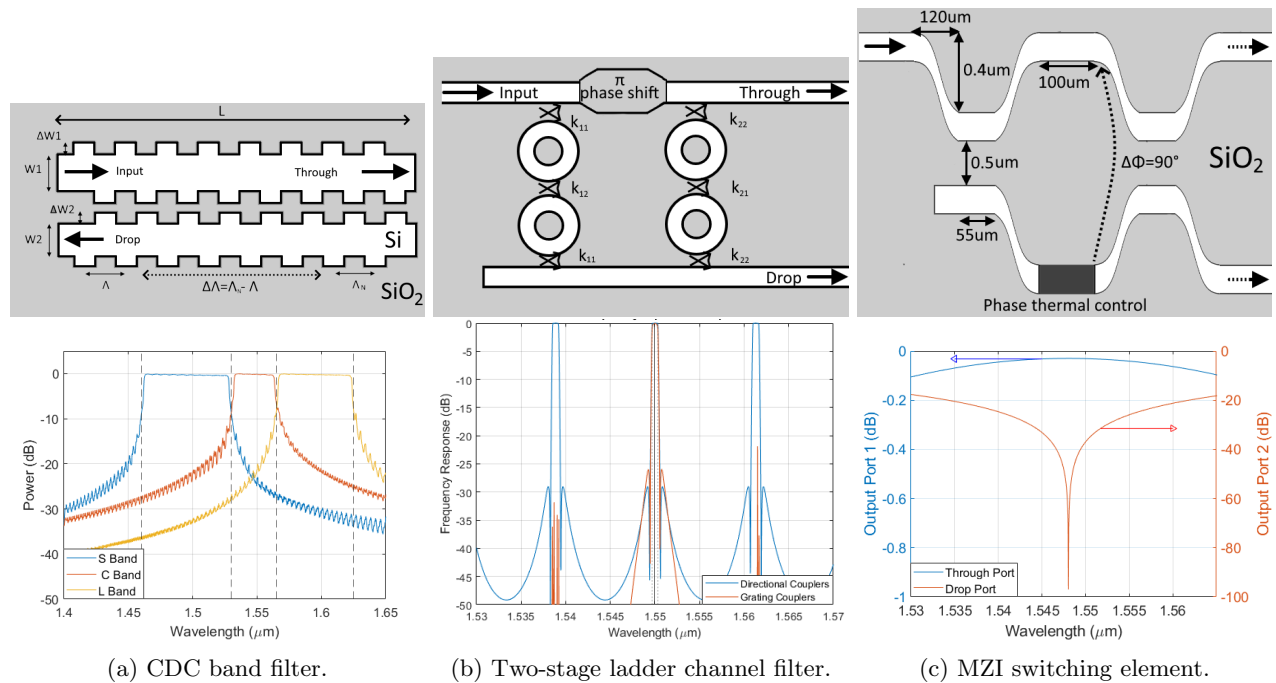 L
ΔW1
W1
Input
Through
ΔW2
W2
Drop
Si
Λ
ΔΛ=Λ_N- Λ
Λ_N
SiO₂
Power (dB)
0
-10
-20
-30
-40
-50
S Band
C Band
L Band
1.4
1.45
1.5
1.55
1.6
1.65
Wavelength (μm)
(a) CDC band filter.
π
phase shift
Input
Through
k₁₁
k₂₂
k₁₂
k₂₁
k₁₁
k₂₂
Drop
Frequency Response (dB)
0
-5
-10
-15
-20
-25
-30
-35
-40
-45
-50
Directional Couplers
Grating Couplers
1.53
1.535
1.54
1.545
1.55
1.555
1.56
1.565
1.57
Wavelength (μm)
(b) Two-stage ladder channel filter.
120um
0.4um
100um
0.5um
ΔΦ=90°
SiO₂
55um
Phase thermal control
Output Port 1 (dB)
0
-0.2
-0.4
-0.6
-0.8
-1
Through Port
Drop Port
0
-20
-40
-60
-80
-100
Output Port 2 (dB)
1.53
1.535
1.54
1.545
1.55
1.555
1.56
Wavelength (μm)
(c) MZI switching element.